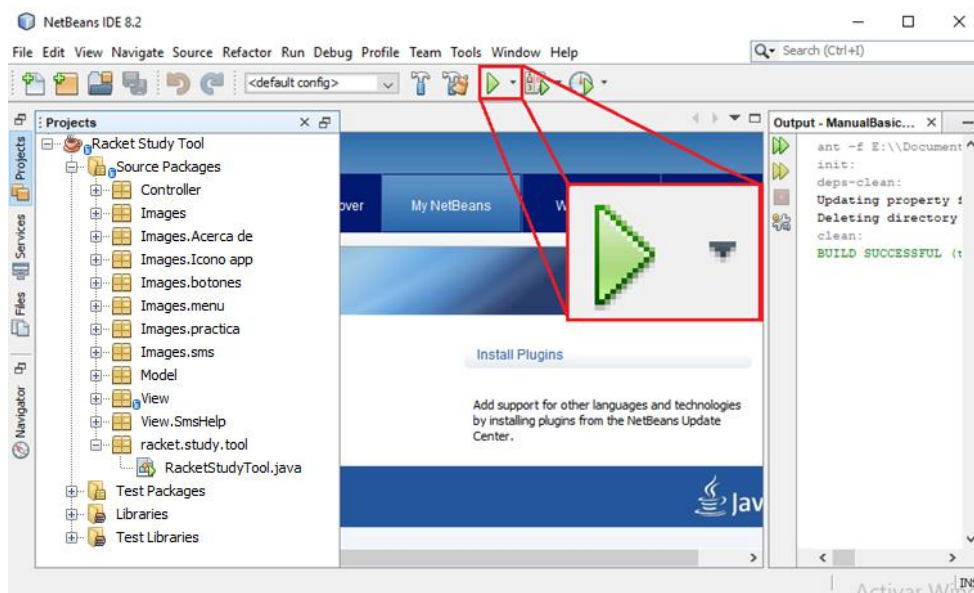 NetBeans IDE 8.2
File Edit View Navigate Source Refactor Run Debug Profile Team Tools Window Help
Search (Ctrl+I)
<default config>
Projects
Services
Files
Navigator
Projects
Racket Study Tool
Source Packages
Controller
Images
Images.Acerca de
Images.Icono app
Images.botones
Images.menu
Images.practica
Images.sms
Model
View
View.SmsHelp
racket.study.tool
RacketStudyTool.java
Test Packages
Libraries
Test Libraries
over
My NetBeans
W
Install Plugins
Add support for other languages and technologies
by installing plugins from the NetBeans Update
Center.
Jav
Output - ManualBasic...
ant -f E:\\Document
init:
deps-clean:
Updating property f
Deleting directory
clean:
BUILD SUCCESSFUL (t
Activar Win
INS